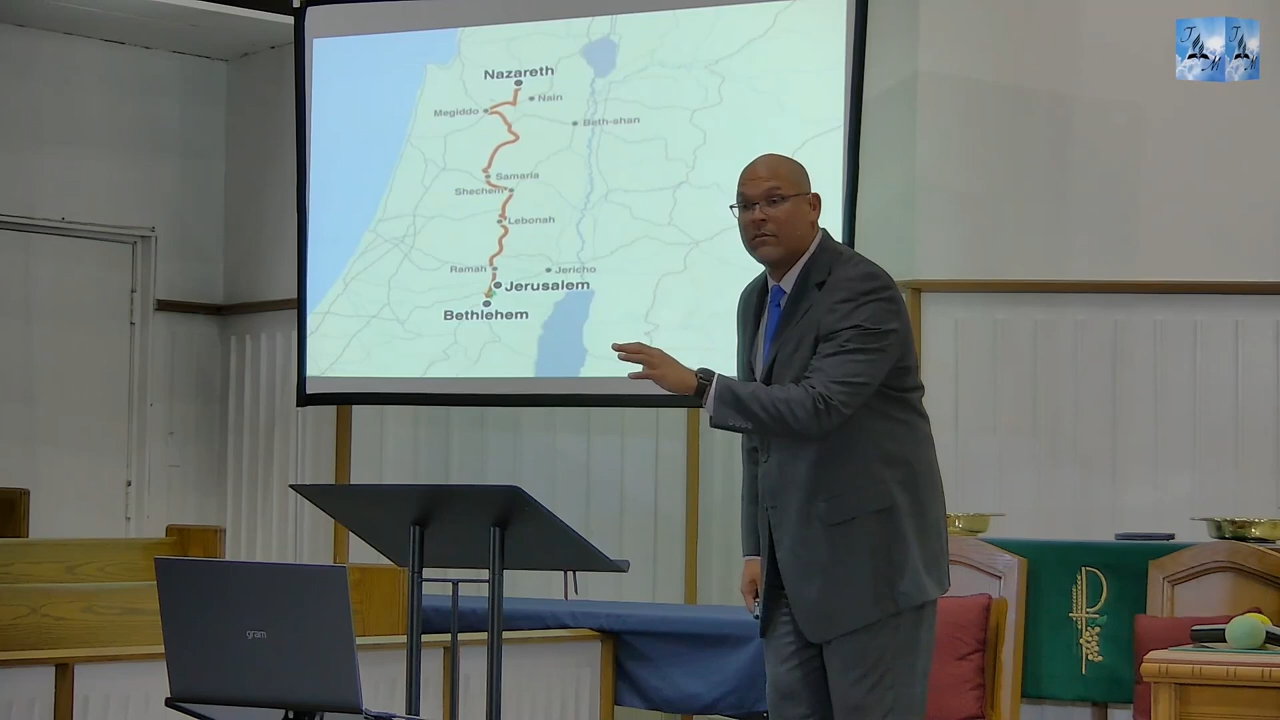 Nazareth
Nain
Megiddo
Beth-shan
Samaria
Shechem
Lebonah
Ramah
Jericho
Jerusalem
Bethlehem
gram
T M
T M